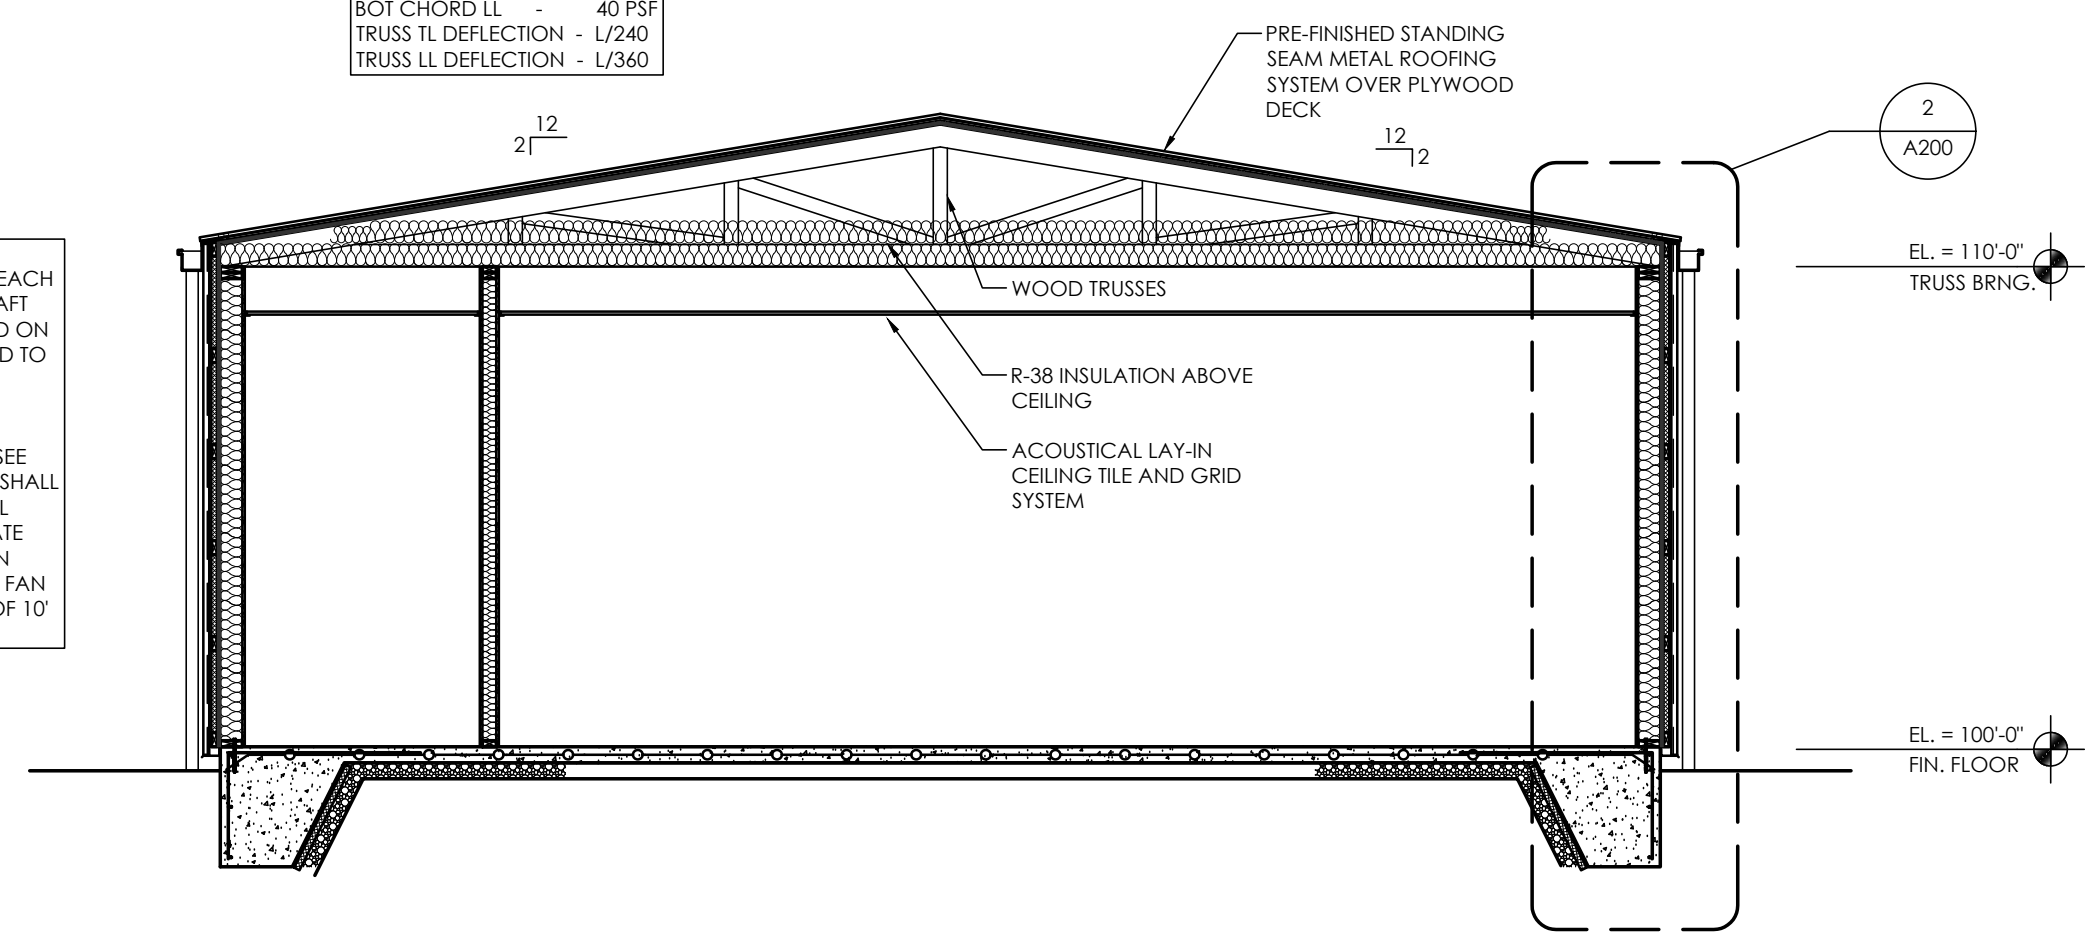 BOT CHORD LL - 40 PSF
TRUSS TL DEFLECTION - L/240
TRUSS LL DEFLECTION - L/360
PRE-FINISHED STANDING
SEAM METAL ROOFING
SYSTEM OVER PLYWOOD
DECK
2
A200
12
2
12
2
EACH
AFT
D ON
D TO
SEE
SHALL
L
ATE
N
FAN
OF 10'
EL. = 110'-0"
TRUSS BRNG.
WOOD TRUSSES
R-38 INSULATION ABOVE
CEILING
ACOUSTICAL LAY-IN
CEILING TILE AND GRID
SYSTEM
EL. = 100'-0"
FIN. FLOOR